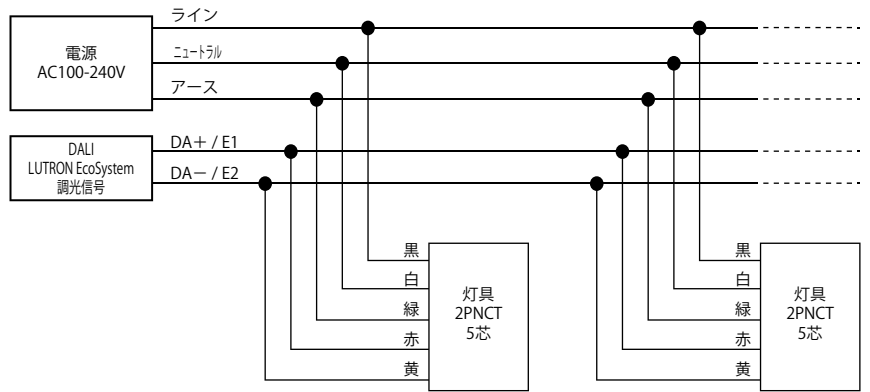 電源
AC100-240V
ライン
ニュートラル
アース
DALI
LUTRON EcoSystem
調光信号
DA＋ / E1
DA－ / E2
黒
白
緑
赤
黄
灯具
2PNCT
5芯
黒
白
緑
赤
黄
灯具
2PNCT
5芯